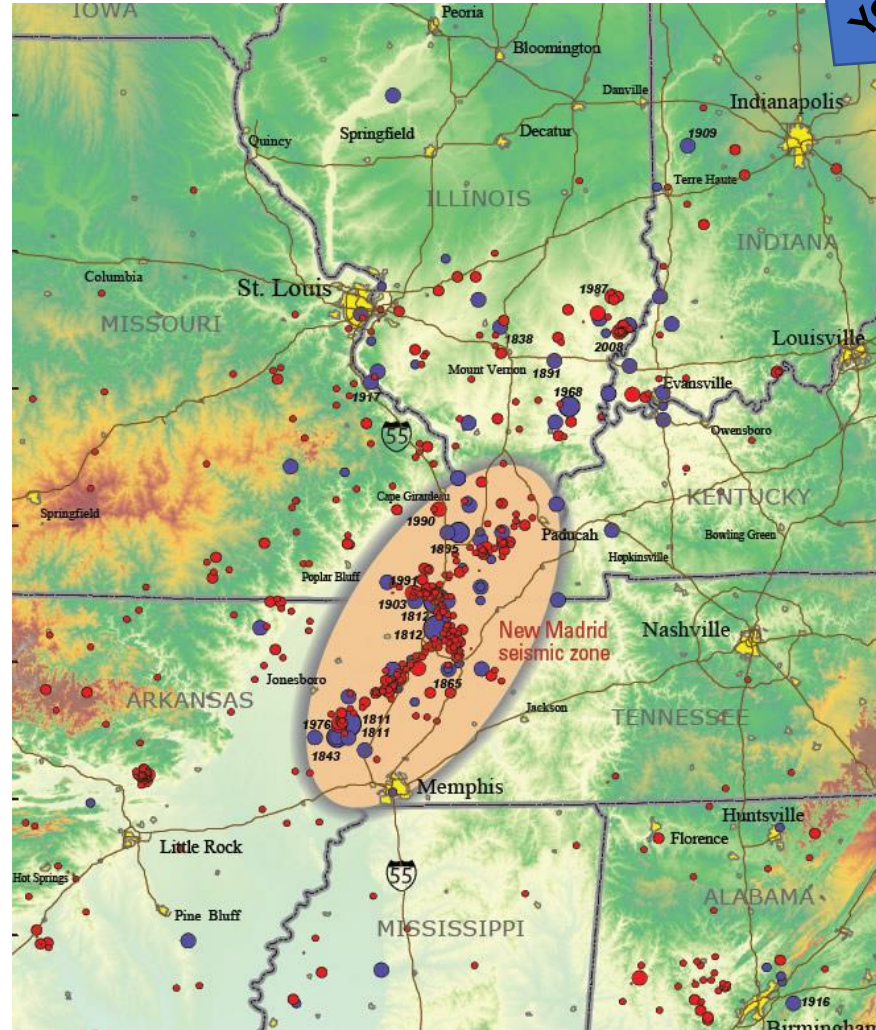 IOWA
Peoria
Bloomington
Danville
Indianapolis
Quincy
Springfield
Decatur
1909
Terre Haute
ILLINOIS
INDIANA
Columbia
St. Louis
1987
MISSOURI
1838
2008
Louisville
Mount Vernon
1891
Evansville
1917
1968
55
Owensboro
Cape Girardeau
KENTUCKY
Springfield
1990
Paducah
Bowling Green
1895
Hopkinsville
Poplar Bluff
1991
1903
1812
1812
New Madrid
seismic zone
Nashville
1865
Jonesboro
ARKANSAS
Jackson
TENNESSEE
1976
1811
1811
1843
Memphis
Huntsville
Florence
Little Rock
55
Hot Springs
ALABAMA
Pine Bluff
MISSISSIPPI
1916
Birmingham